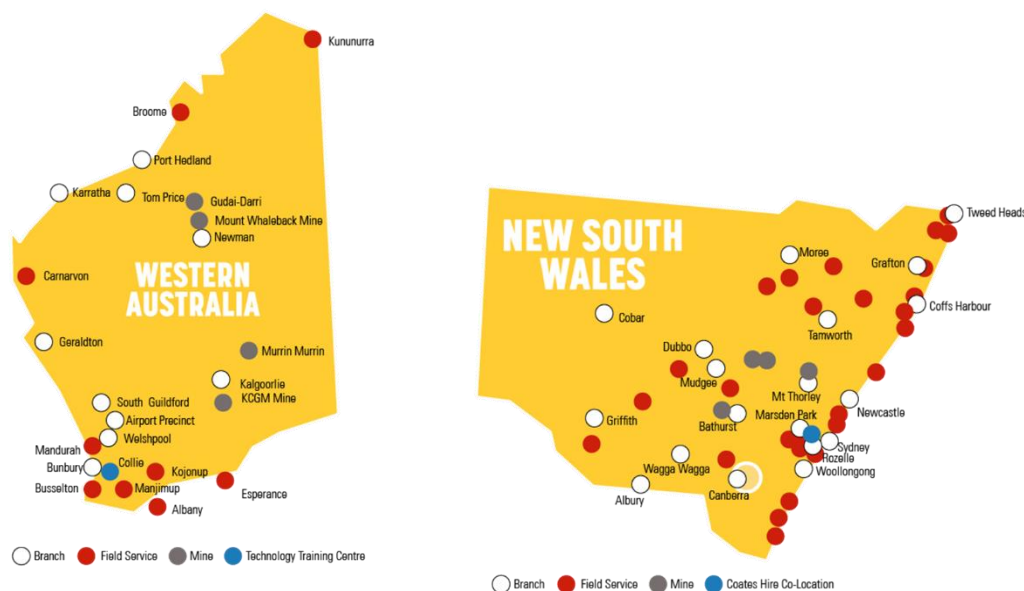 Kununurra
Broome
Port Hedland
Karratha
Tom Price
Gudai-Darri
Mount Whaleback Mine
Newman
WESTERN
AUSTRALIA
Carnarvon
Geraldton
Murrin Murrin
Kalgoorlie
KCGM Mine
South Guildford
Airport Precinct
Welshpool
Mandurah
Collie
Bunbury
Kojonup
Busselton
Manjimup
Esperance
Albany
Branch
Field Service
Mine
Technology Training Centre
NEW SOUTH
WALES
Tweed Heads
Moree
Grafton
Coffs Harbour
Cobar
Tamworth
Dubbo
Mudgee
Mt Thorley
Newcastle
Griffith
Bathurst
Marsden Park
Sydney
Rozelle
Woollongong
Wagga Wagga
Canberra
Albury
Branch
Field Service
Mine
Coates Hire Co-Location